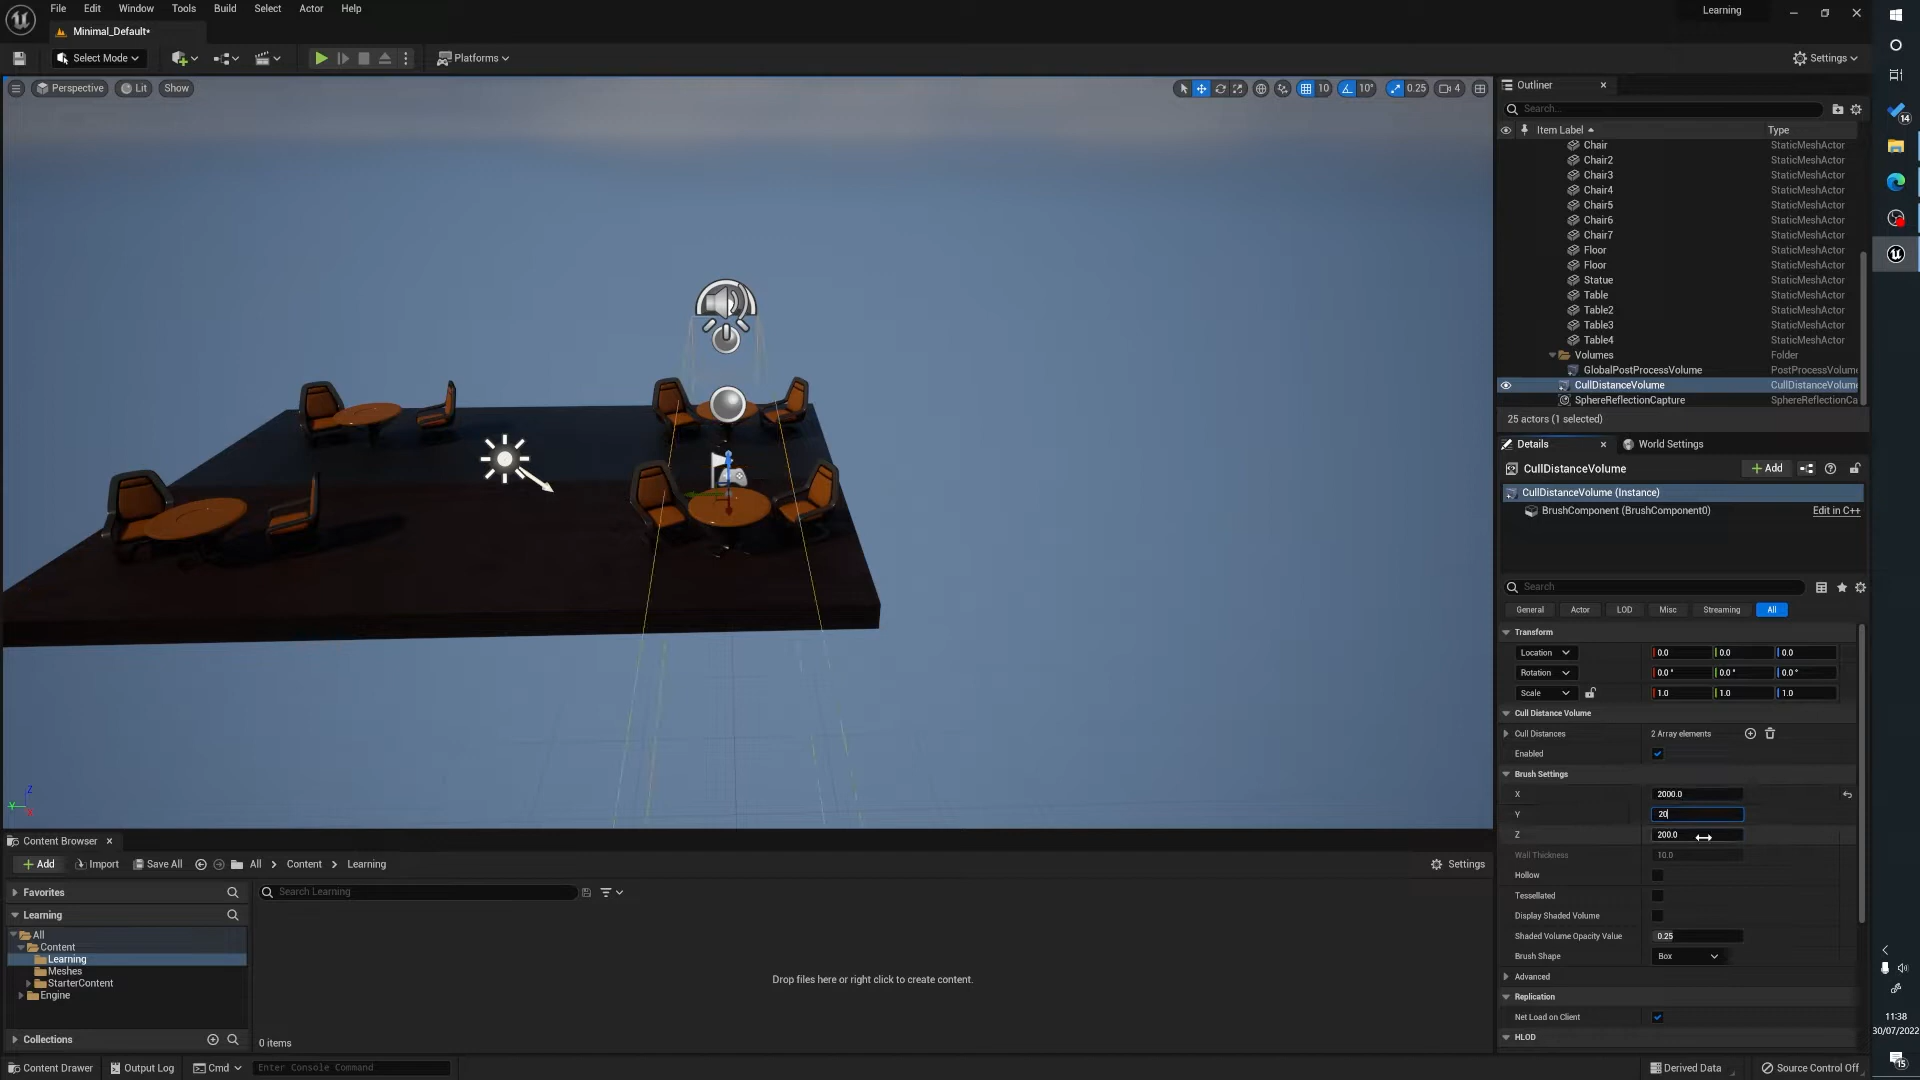 File Edit Window Tools Build Select Actor Help
Learning
Minimal_Default*
Select Mode
Platforms
Settings
Perspective Lit Show
10 10° 0.25 4
Outliner
Search...
Item Label Type
Chair StaticMeshActor
Chair2 StaticMeshActor
Chair3 StaticMeshActor
Chair4 StaticMeshActor
Chair5 StaticMeshActor
Chair6 StaticMeshActor
Chair7 StaticMeshActor
Floor StaticMeshActor
Floor StaticMeshActor
Statue StaticMeshActor
Table StaticMeshActor
Table2 StaticMeshActor
Table3 StaticMeshActor
Table4 StaticMeshActor
Volumes Folder
GlobalPostProcessVolume PostProcessVolume
CullDistanceVolume CullDistanceVolume
SphereReflectionCapture SphereReflectionCa
25 actors (1 selected)
Details World Settings
CullDistanceVolume Add
CullDistanceVolume (Instance)
BrushComponent (BrushComponent0) Edit in C++
Search
General Actor LOD Misc Streaming All
Transform
Location 0.0 0.0 0.0
Rotation 0.0° 0.0° 0.0°
Scale 1.0 1.0 1.0
Cull Distance Volume
Cull Distances 2 Array elements
Enabled
Brush Settings
X 2000.0
Y 20
Z 200.0
Wall Thickness 10.0
Hollow
Tessellated
Display Shaded Volume
Shaded Volume Opacity Value 0.25
Brush Shape Box
Advanced
Replication
Net Load on Client
HLOD
Z
Y
Content Browser
Add Import Save All All Content Learning Settings
Favorites
Search Learning
Learning
All
Content
Learning
Meshes
StarterContent
Engine
Collections
Drop files here or right click to create content.
0 items
Content Drawer Output Log Cmd Enter Console Command
Derived Data Source Control Off
14
11:38
30/07/2022
15